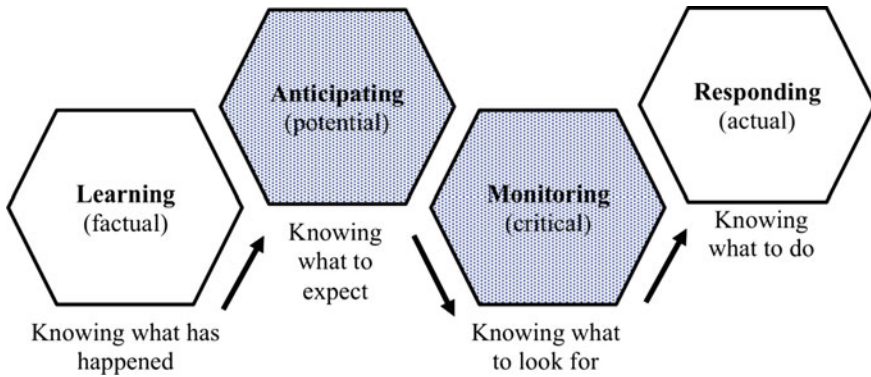 Learning
(factual)
Knowing what has
happened
Anticipating
(potential)
Knowing
what to
expect
Monitoring
(critical)
Knowing what
to look for
Responding
(actual)
Knowing
what to do